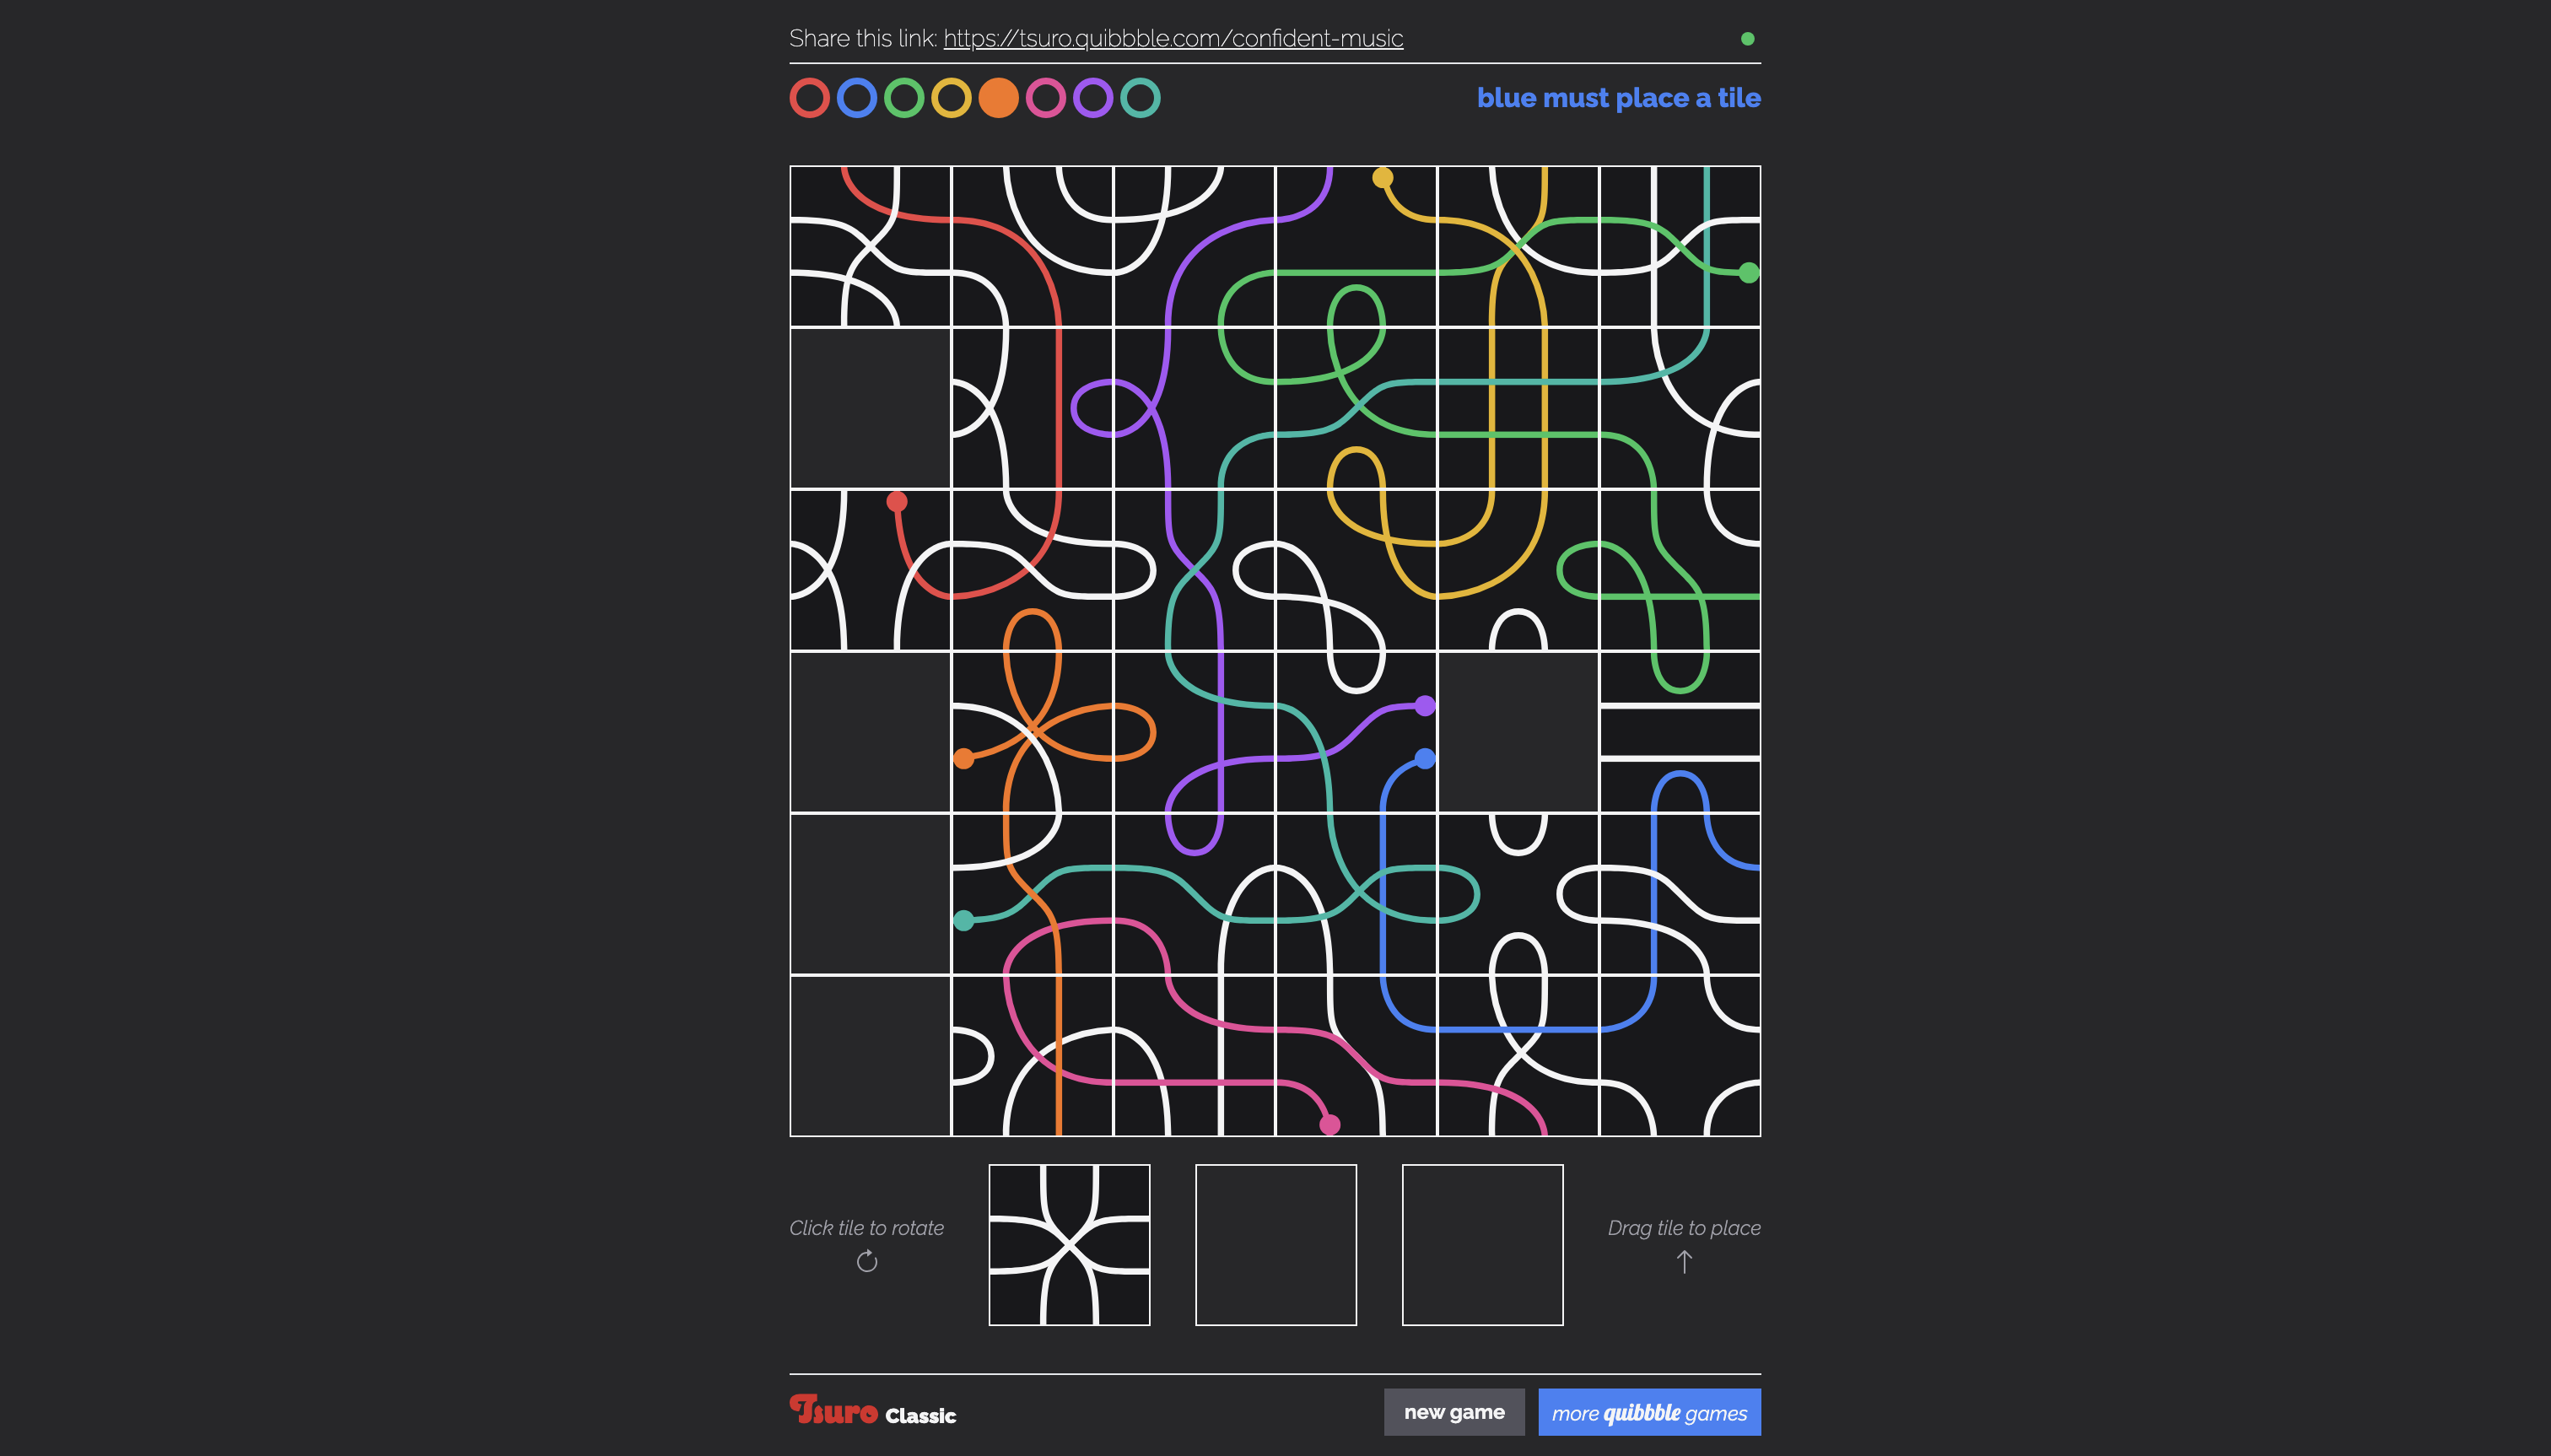 Share this link: https://tsuro.quibbble.com/confident-music
blue must place a tile
Click tile to rotate
Drag tile to place
Tsuro Classic
new game
more quibbble games